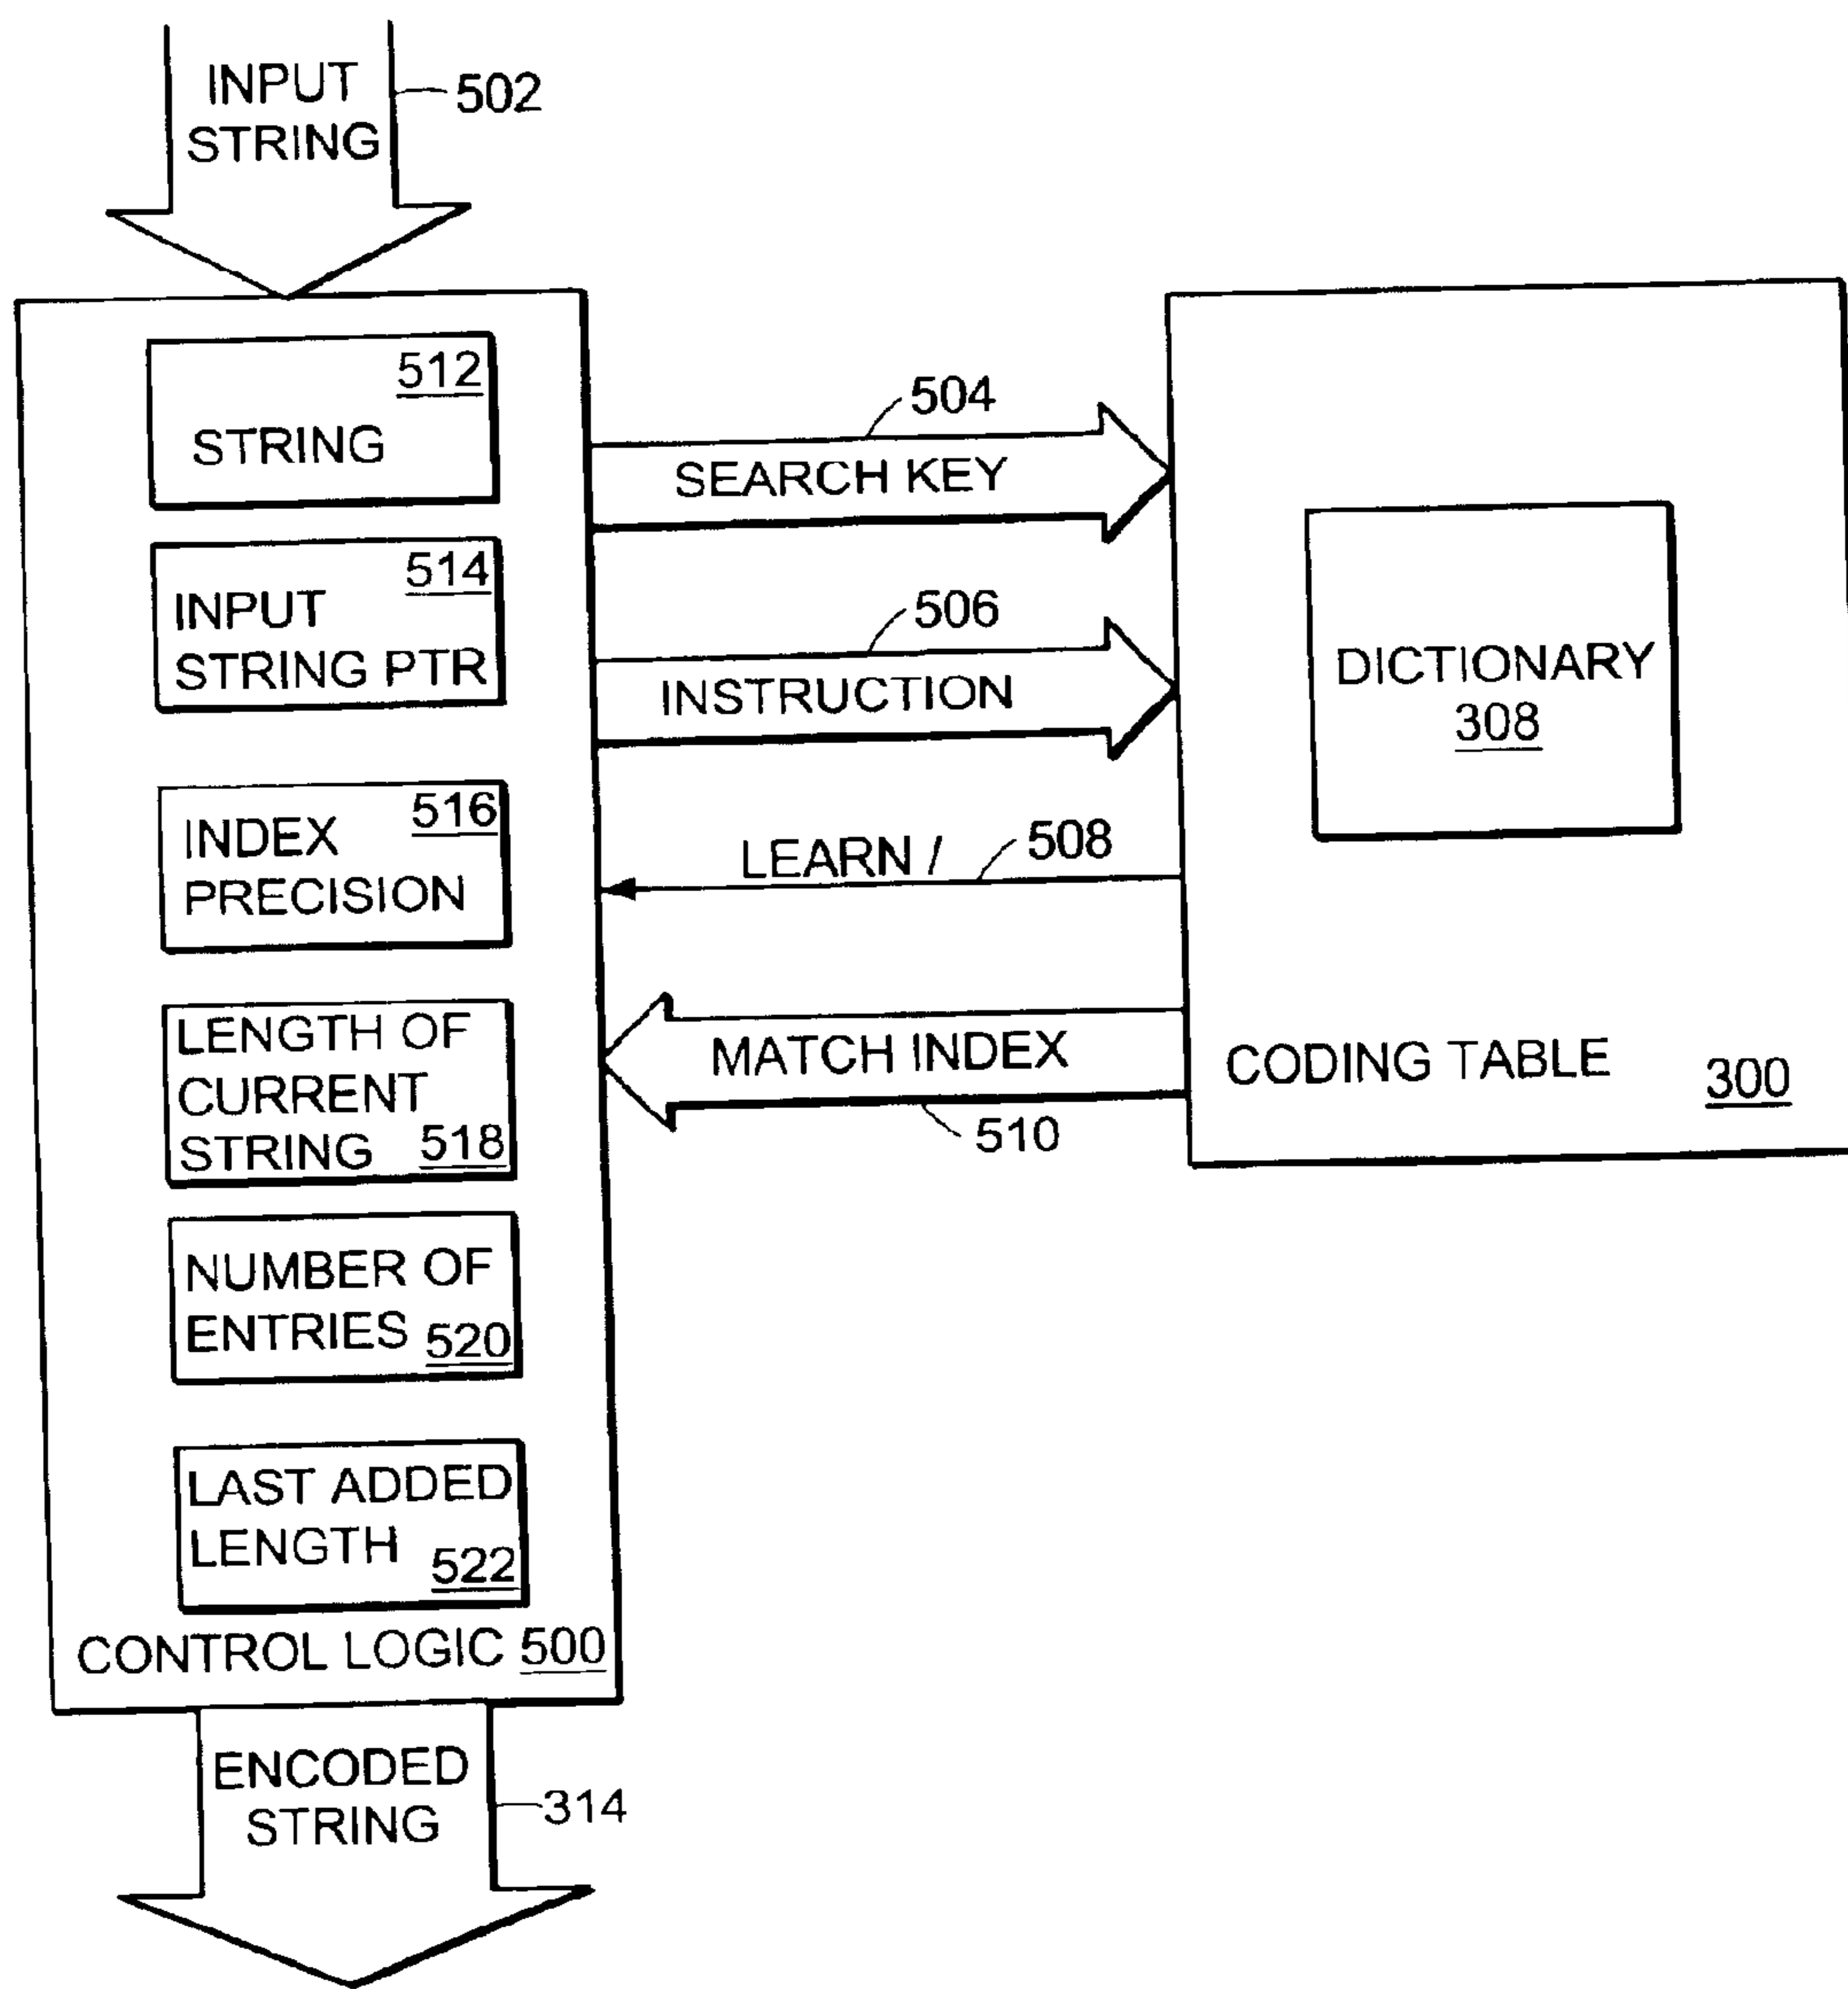 INPUT
STRING
502
512
STRING
514
INPUT
STRING PTR
516
INDEX
PRECISION
LENGTH OF
CURRENT
STRING 518
NUMBER OF
ENTRIES 520
LAST ADDED
LENGTH 522
CONTROL LOGIC 500
504
SEARCH KEY
506
INSTRUCTION
LEARN / 508
MATCH INDEX
510
DICTIONARY
308
CODING TABLE 300
ENCODED
STRING
314